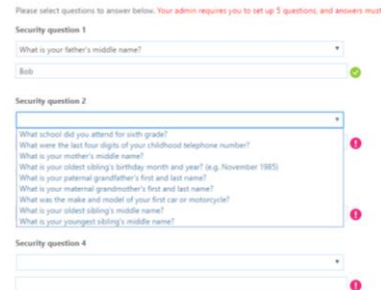 Please select questions to answer below. Your admin requires you to set up 5 questions, and answers must
Security question 1
What is your father's middle name?
Bob
Security question 2
What school did you attend for sixth grade?
What were the last four digits of your childhood telephone number?
What is your mother's middle name?
What is your oldest sibling's birthday month and year? (e.g. November 1985)
What is your paternal grandfather's first and last name?
What is your maternal grandmother's first and last name?
What was the make and model of your first car or motorcycle?
What is your oldest sibling's middle name?
What is your youngest sibling's middle name?
Security question 4